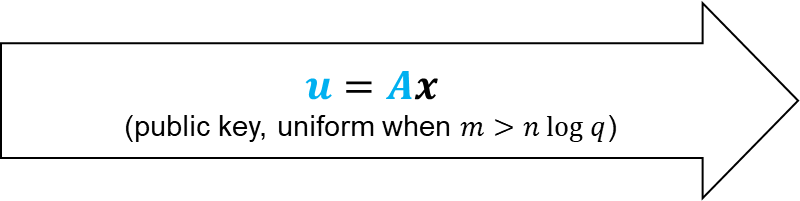 u = Ax
(public key, uniform when m > n log q)